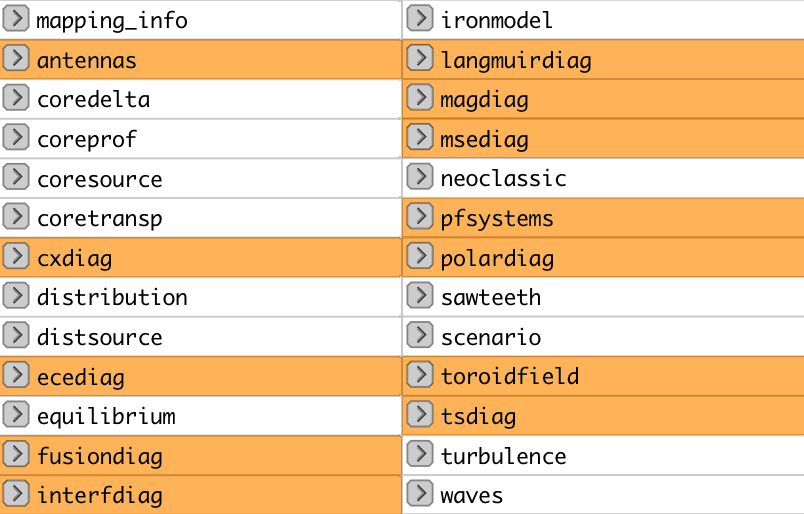 mapping_info
antennas
coredelta
coreprof
coresource
coretransp
cxdiag
distribution
distsource
ecediag
equilibrium
fusiondiag
interfdiag
ironmodel
langmuirdiag
magdiag
msediag
neoclassic
pfsystems
polardiag
sawteeth
scenario
toroidfield
tsdiag
turbulence
waves